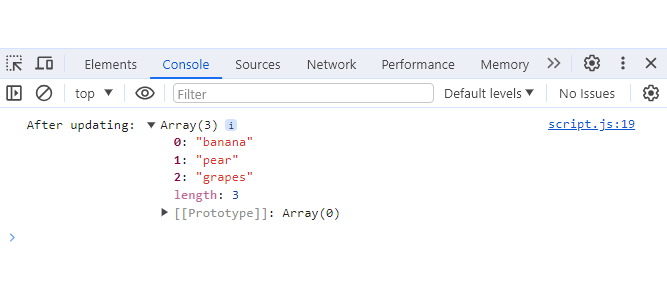 Elements Console Sources Network Performance Memory
top Filter Default levels No Issues
After updating: Array(3) i script.js:19
0: "banana"
1: "pear"
2: "grapes"
length: 3
[[Prototype]]: Array(0)